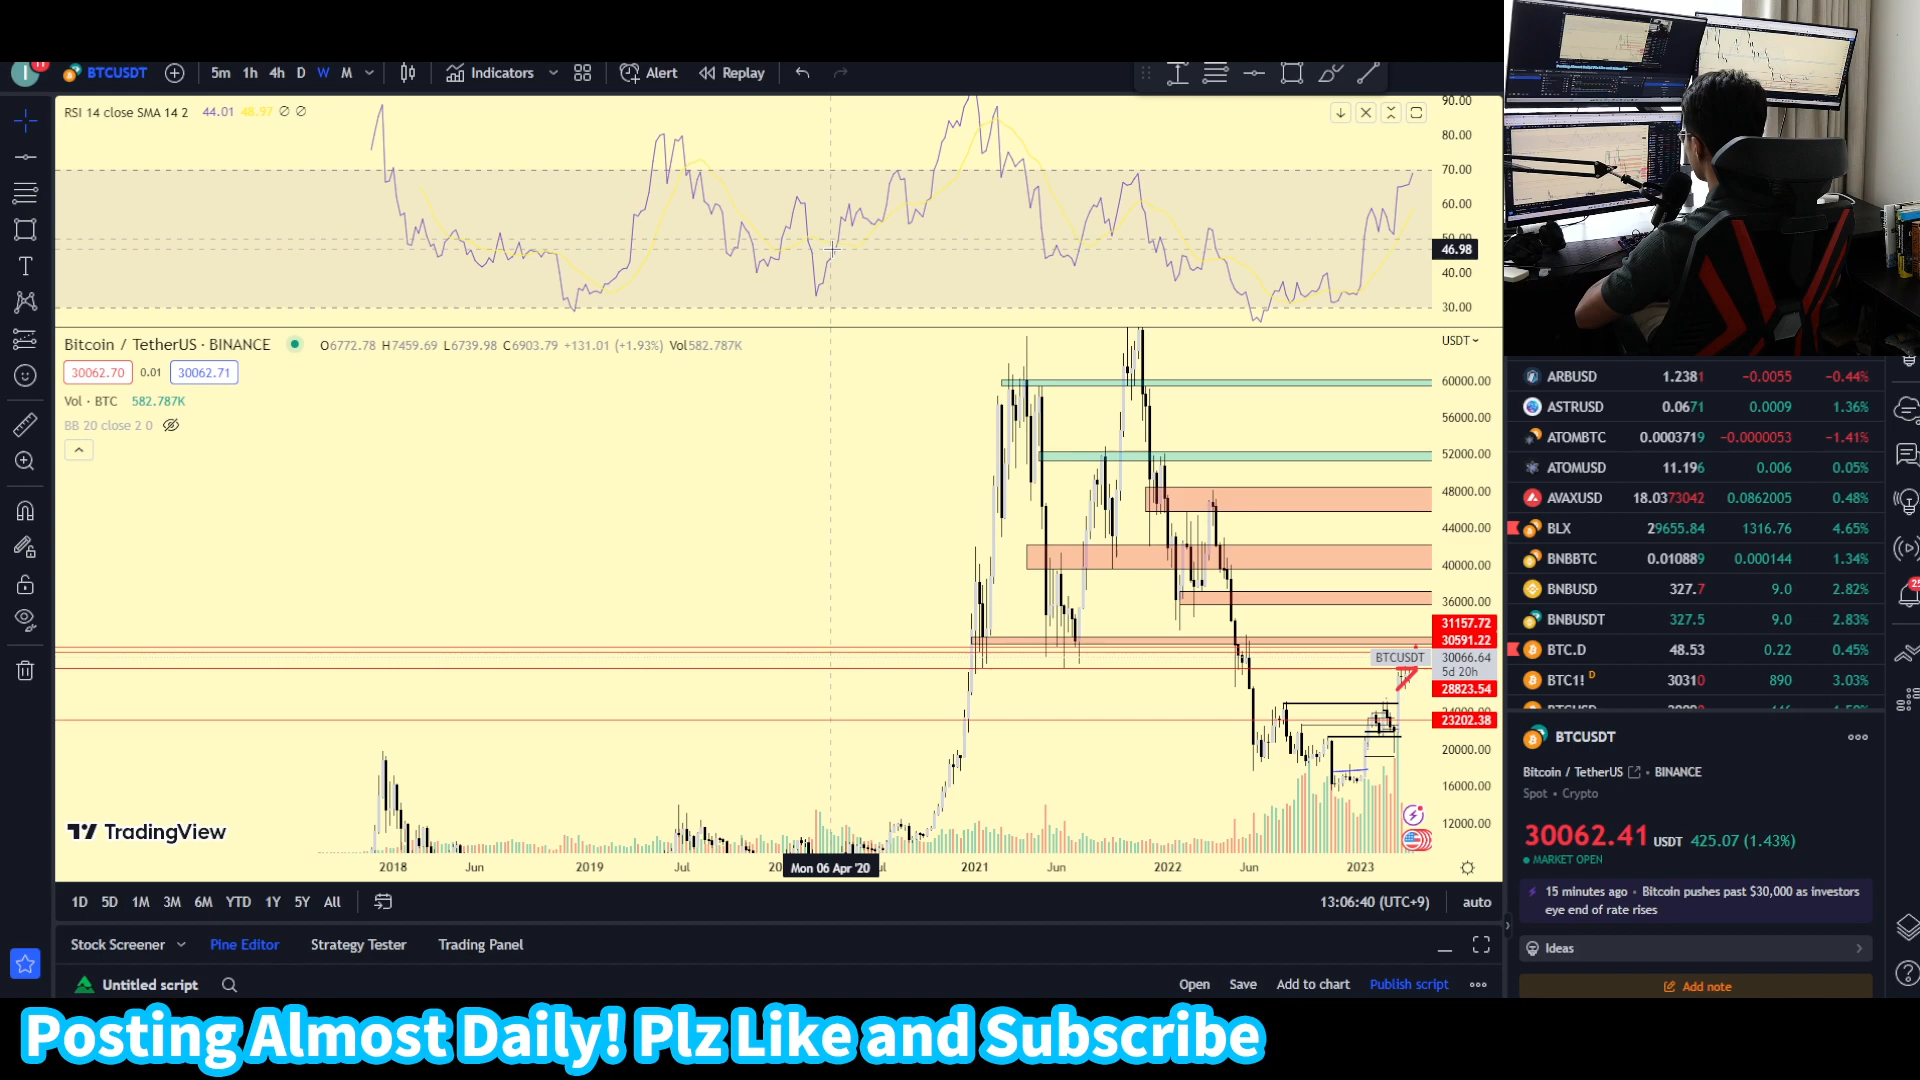 BTCUSDT 5m 1h 4h D W M Indicators Alert Replay
RSI 14 close SMA 14 2 44.01 48.97
90.00
80.00
70.00
60.00
50.00
46.98
40.00
30.00
Bitcoin / TetherUS · BINANCE O6772.78 H7459.69 L6739.98 C6903.79 +131.01 (+1.93%) Vol582.787K
USDT
30062.70 0.01 30062.71
Vol · BTC 582.787K
BB 20 close 2 0
60000.00
56000.00
52000.00
48000.00
44000.00
40000.00
36000.00
31157.72
30591.22
BTCUSDT 30066.64
5d 20h
28823.54
24000.00
23202.38
20000.00
16000.00
12000.00
TradingView
2018 Jun 2019 Jul Mon 06 Apr '20 2021 Jun 2022 Jun 2023
1D 5D 1M 3M 6M YTD 1Y 5Y All 13:06:40 (UTC+9) auto
Stock Screener Pine Editor Strategy Tester Trading Panel
Untitled script Open Save Add to chart Publish script
ARBUSD 1.2381 −0.0055 −0.44%
ASTRUSD 0.0671 0.0009 1.36%
ATOMBTC 0.0003719 −0.0000053 −1.41%
ATOMUSD 11.196 0.006 0.05%
AVAXUSD 18.0373042 0.0862005 0.48%
BLX 29655.84 1316.76 4.65%
BNBBTC 0.010889 0.000144 1.34%
BNBUSD 327.7 9.0 2.82%
BNBUSDT 327.5 9.0 2.83%
BTC.D 48.53 0.22 0.45%
BTC1! D 30310 890 3.03%
BTCUSDT
Bitcoin / TetherUS • BINANCE
Spot • Crypto
30062.41 USDT 425.07 (1.43%)
MARKET OPEN
15 minutes ago • Bitcoin pushes past $30,000 as investors
eye end of rate rises
Ideas
Add note
Posting Almost Daily! Plz Like and Subscribe